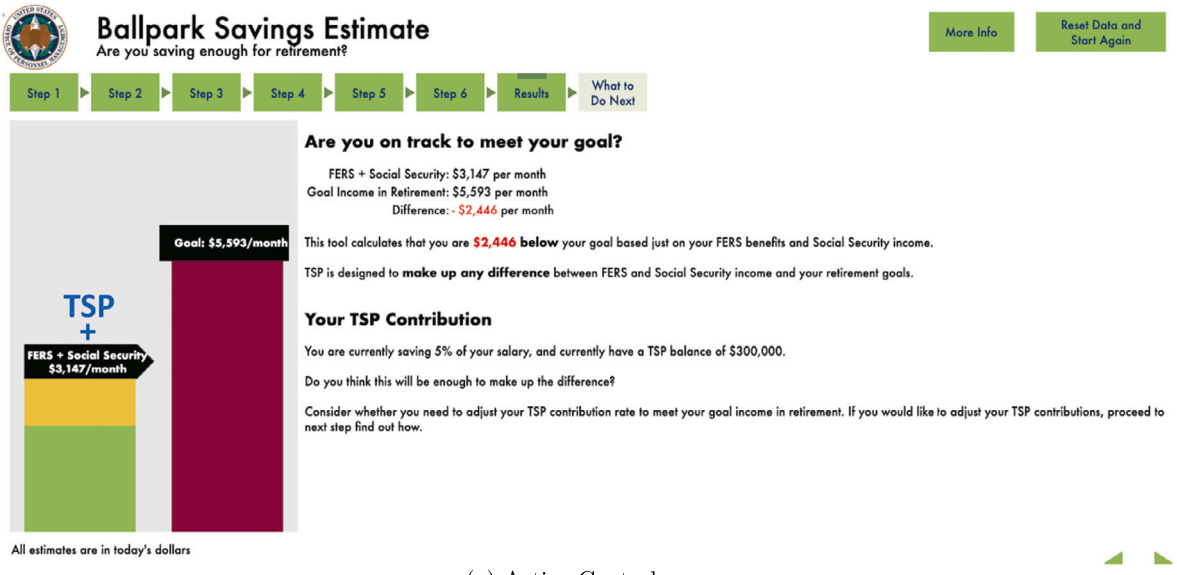 UNITED STATES
OFFICE OF PERSONNEL MANAGEMENT
Ballpark Savings Estimate
Are you saving enough for retirement?
More Info
Reset Data and
Start Again
Step 1
Step 2
Step 3
Step 4
Step 5
Step 6
Results
What to
Do Next
Goal: $5,593/month
TSP
+
FERS + Social Security
$3,147/month
Are you on track to meet your goal?
FERS + Social Security: $3,147 per month
Goal Income in Retirement: $5,593 per month
Difference: - $2,446 per month
This tool calculates that you are $2,446 below your goal based just on your FERS benefits and Social Security income.
TSP is designed to make up any difference between FERS and Social Security income and your retirement goals.
Your TSP Contribution
You are currently saving 5% of your salary, and currently have a TSP balance of $300,000.
Do you think this will be enough to make up the difference?
Consider whether you need to adjust your TSP contribution rate to meet your goal income in retirement. If you would like to adjust your TSP contributions, proceed to
next step find out how.
All estimates are in today's dollars